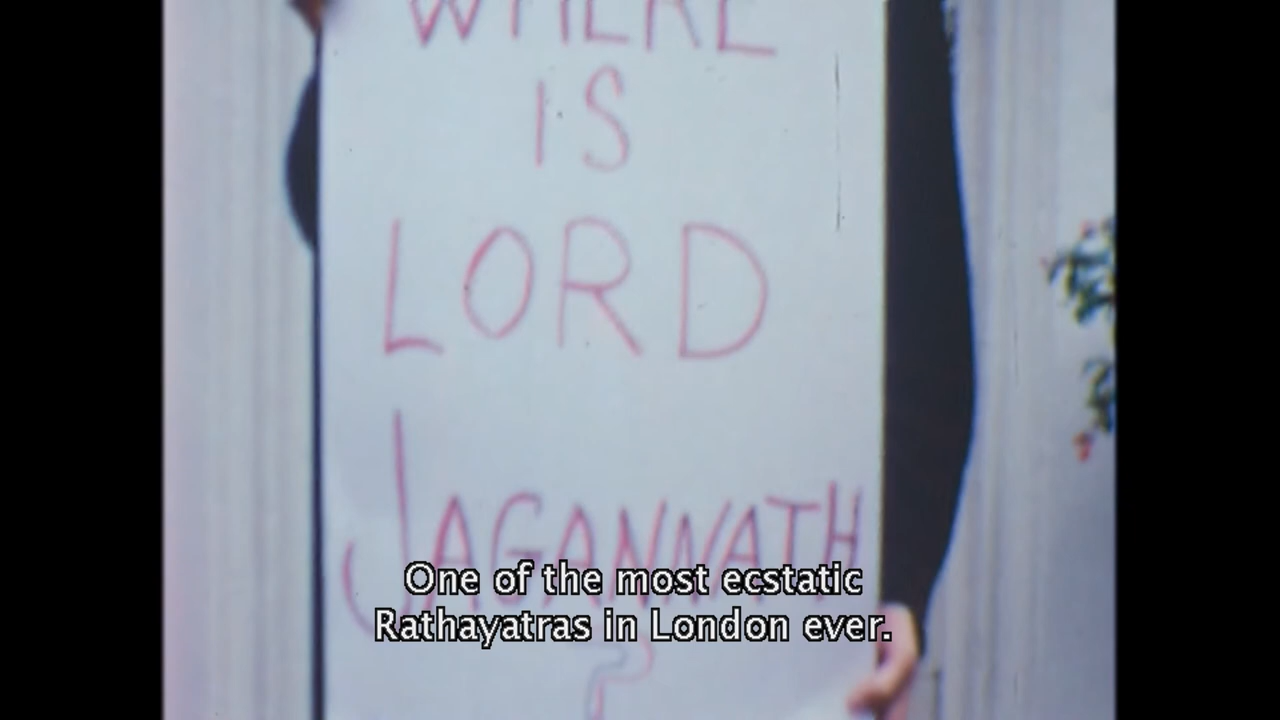 WHERE
IS
LORD
JAGANNATH
?
One of the most ecstatic
Rathayatras in London ever.